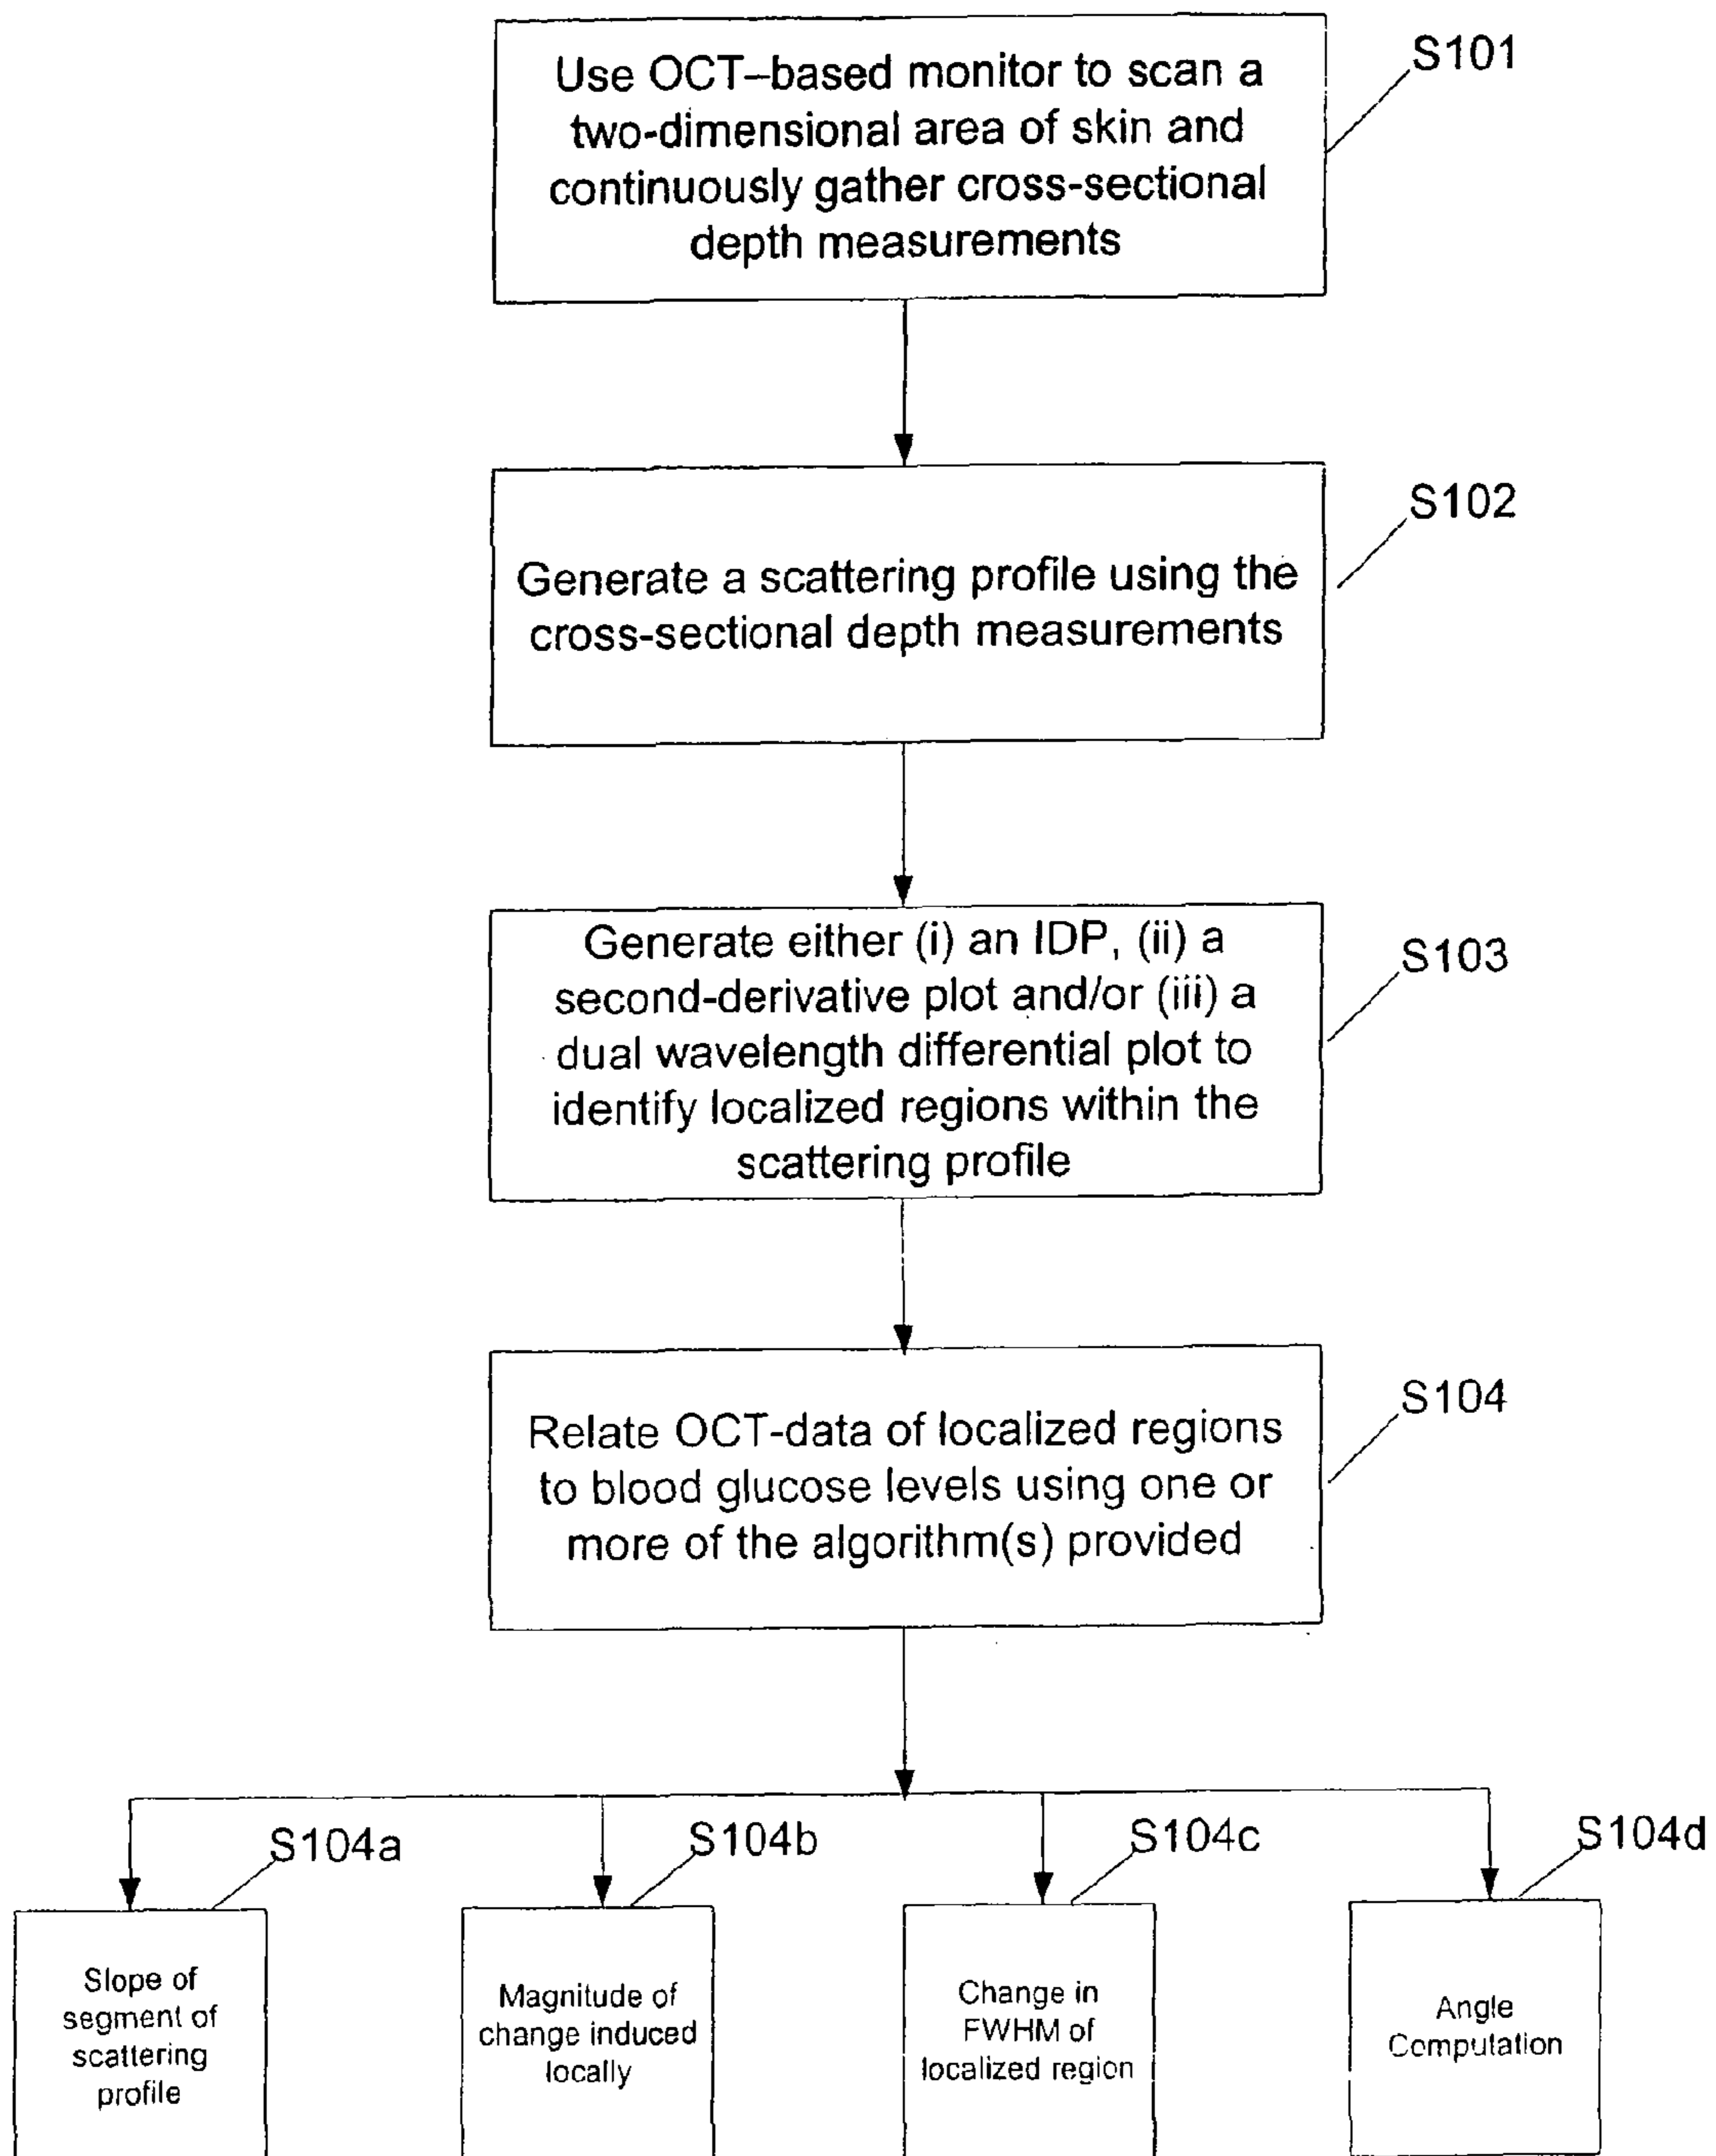 Use OCT–based monitor to scan a
two-dimensional area of skin and
continuously gather cross-sectional
depth measurements
S101
Generate a scattering profile using the
cross-sectional depth measurements
S102
Generate either (i) an IDP, (ii) a
second-derivative plot and/or (iii) a
dual wavelength differential plot to
identify localized regions within the
scattering profile
S103
Relate OCT-data of localized regions
to blood glucose levels using one or
more of the algorithm(s) provided
S104
S104a
Slope of
segment of
scattering
profile
S104b
Magnitude of
change induced
locally
S104c
Change in
FWHM of
localized region
S104d
Angle
Computation